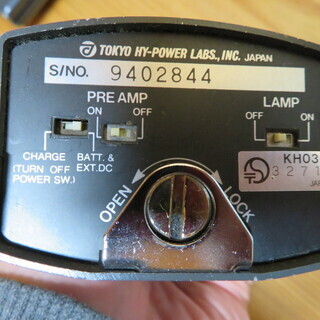 TOKYO HY-POWER LABS., INC. JAPAN
S/NO. 9402844
PRE AMP
ON OFF
LAMP
OFF ON
CHARGE
(TURN OFF
POWER SW.)
BATT. &
EXT.DC
OPEN
LOCK
KH03
3271